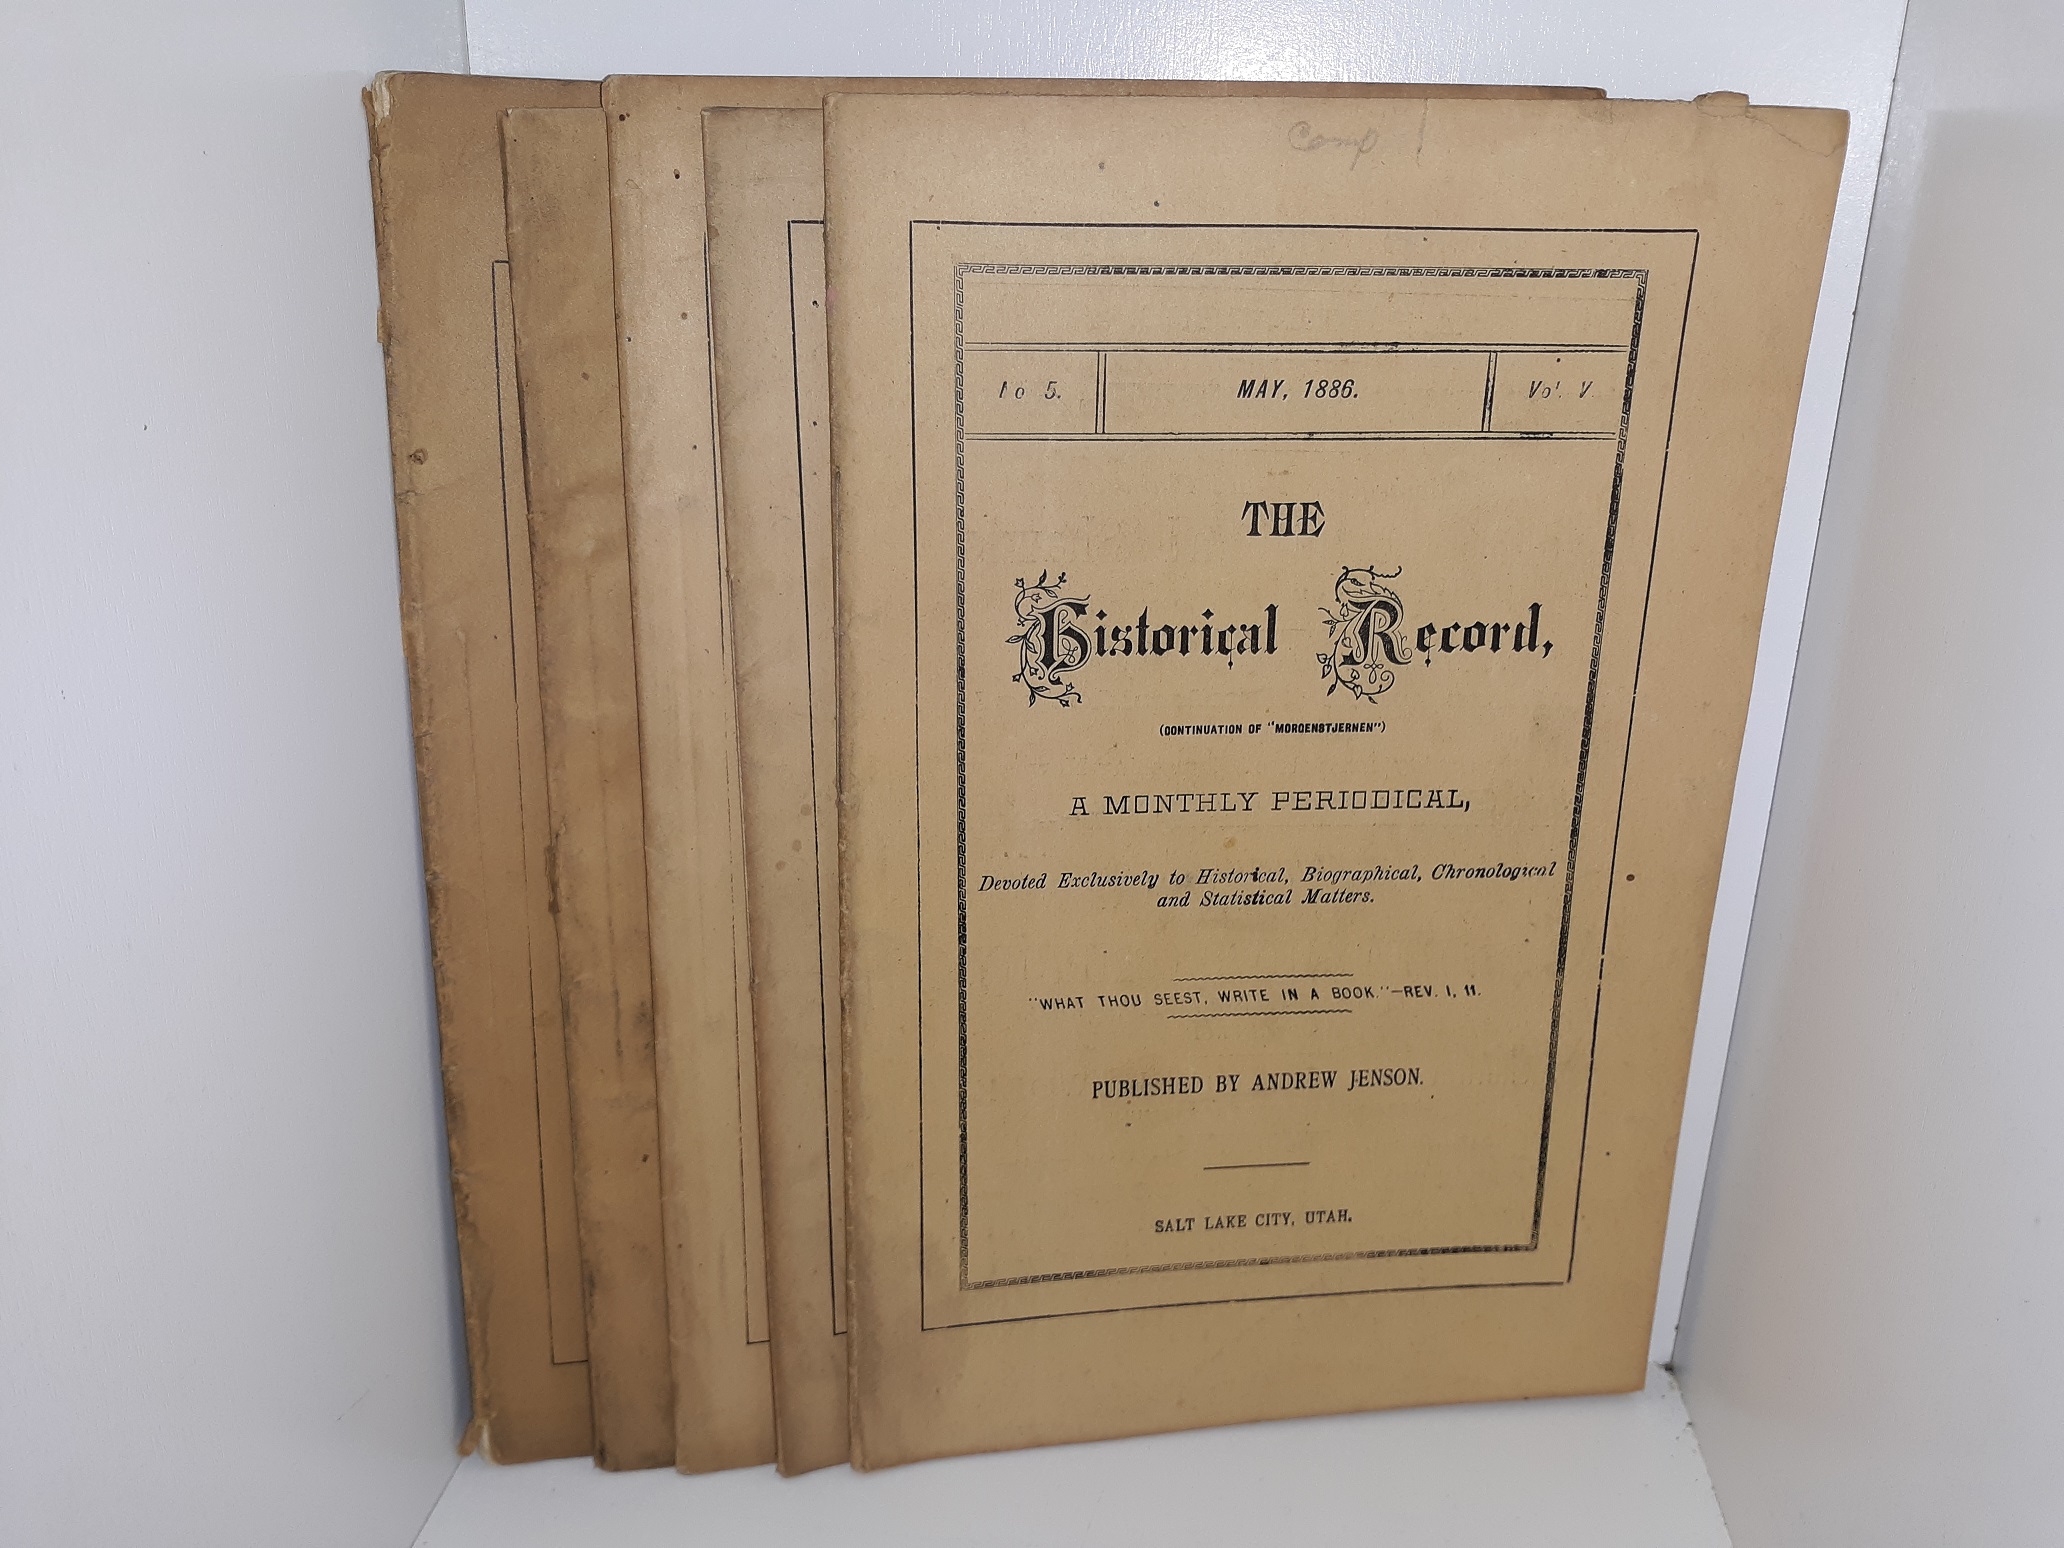 Comp
No 5. MAY, 1886. Vol. V.
THE
Historical Record,
(CONTINUATION OF "MORGENSTJERNEN")
A MONTHLY PERIODICAL,
Devoted Exclusively to Historical, Biographical, Chronological
and Statistical Matters.
"WHAT THOU SEEST, WRITE IN A BOOK."—REV. I, 11.
PUBLISHED BY ANDREW JENSON.
SALT LAKE CITY, UTAH.